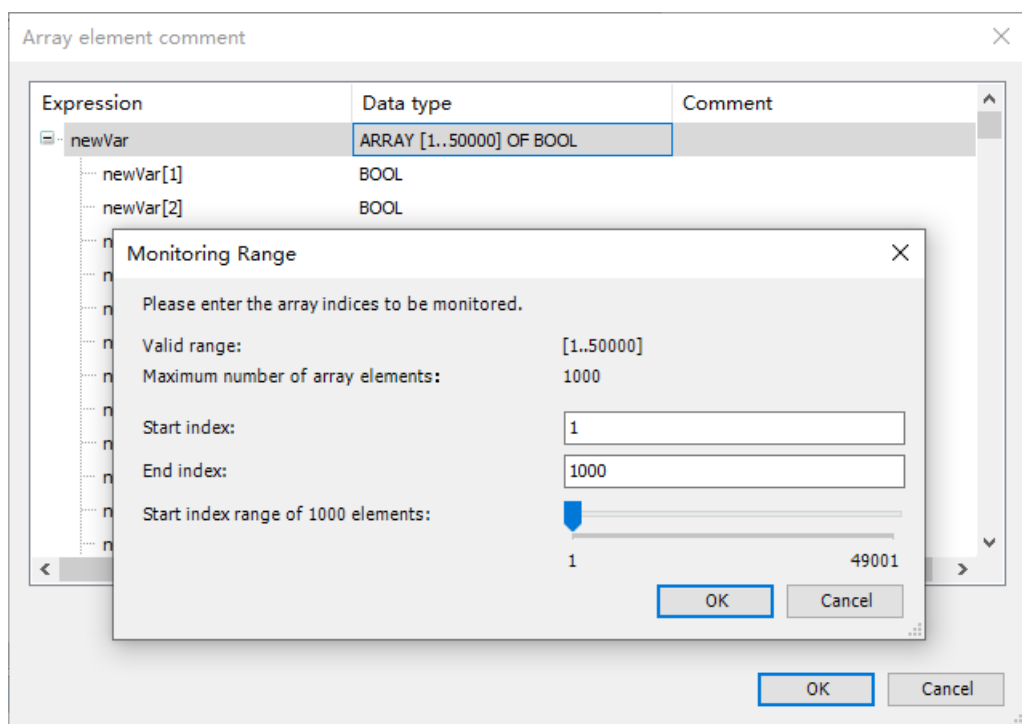 Array element comment
Expression Data type Comment
newVar ARRAY [1..50000] OF BOOL
newVar[1] BOOL
newVar[2] BOOL
Monitoring Range
Please enter the array indices to be monitored.
Valid range: [1..50000]
Maximum number of array elements: 1000
Start index: 1
End index: 1000
Start index range of 1000 elements:
1 49001
OK Cancel
OK Cancel